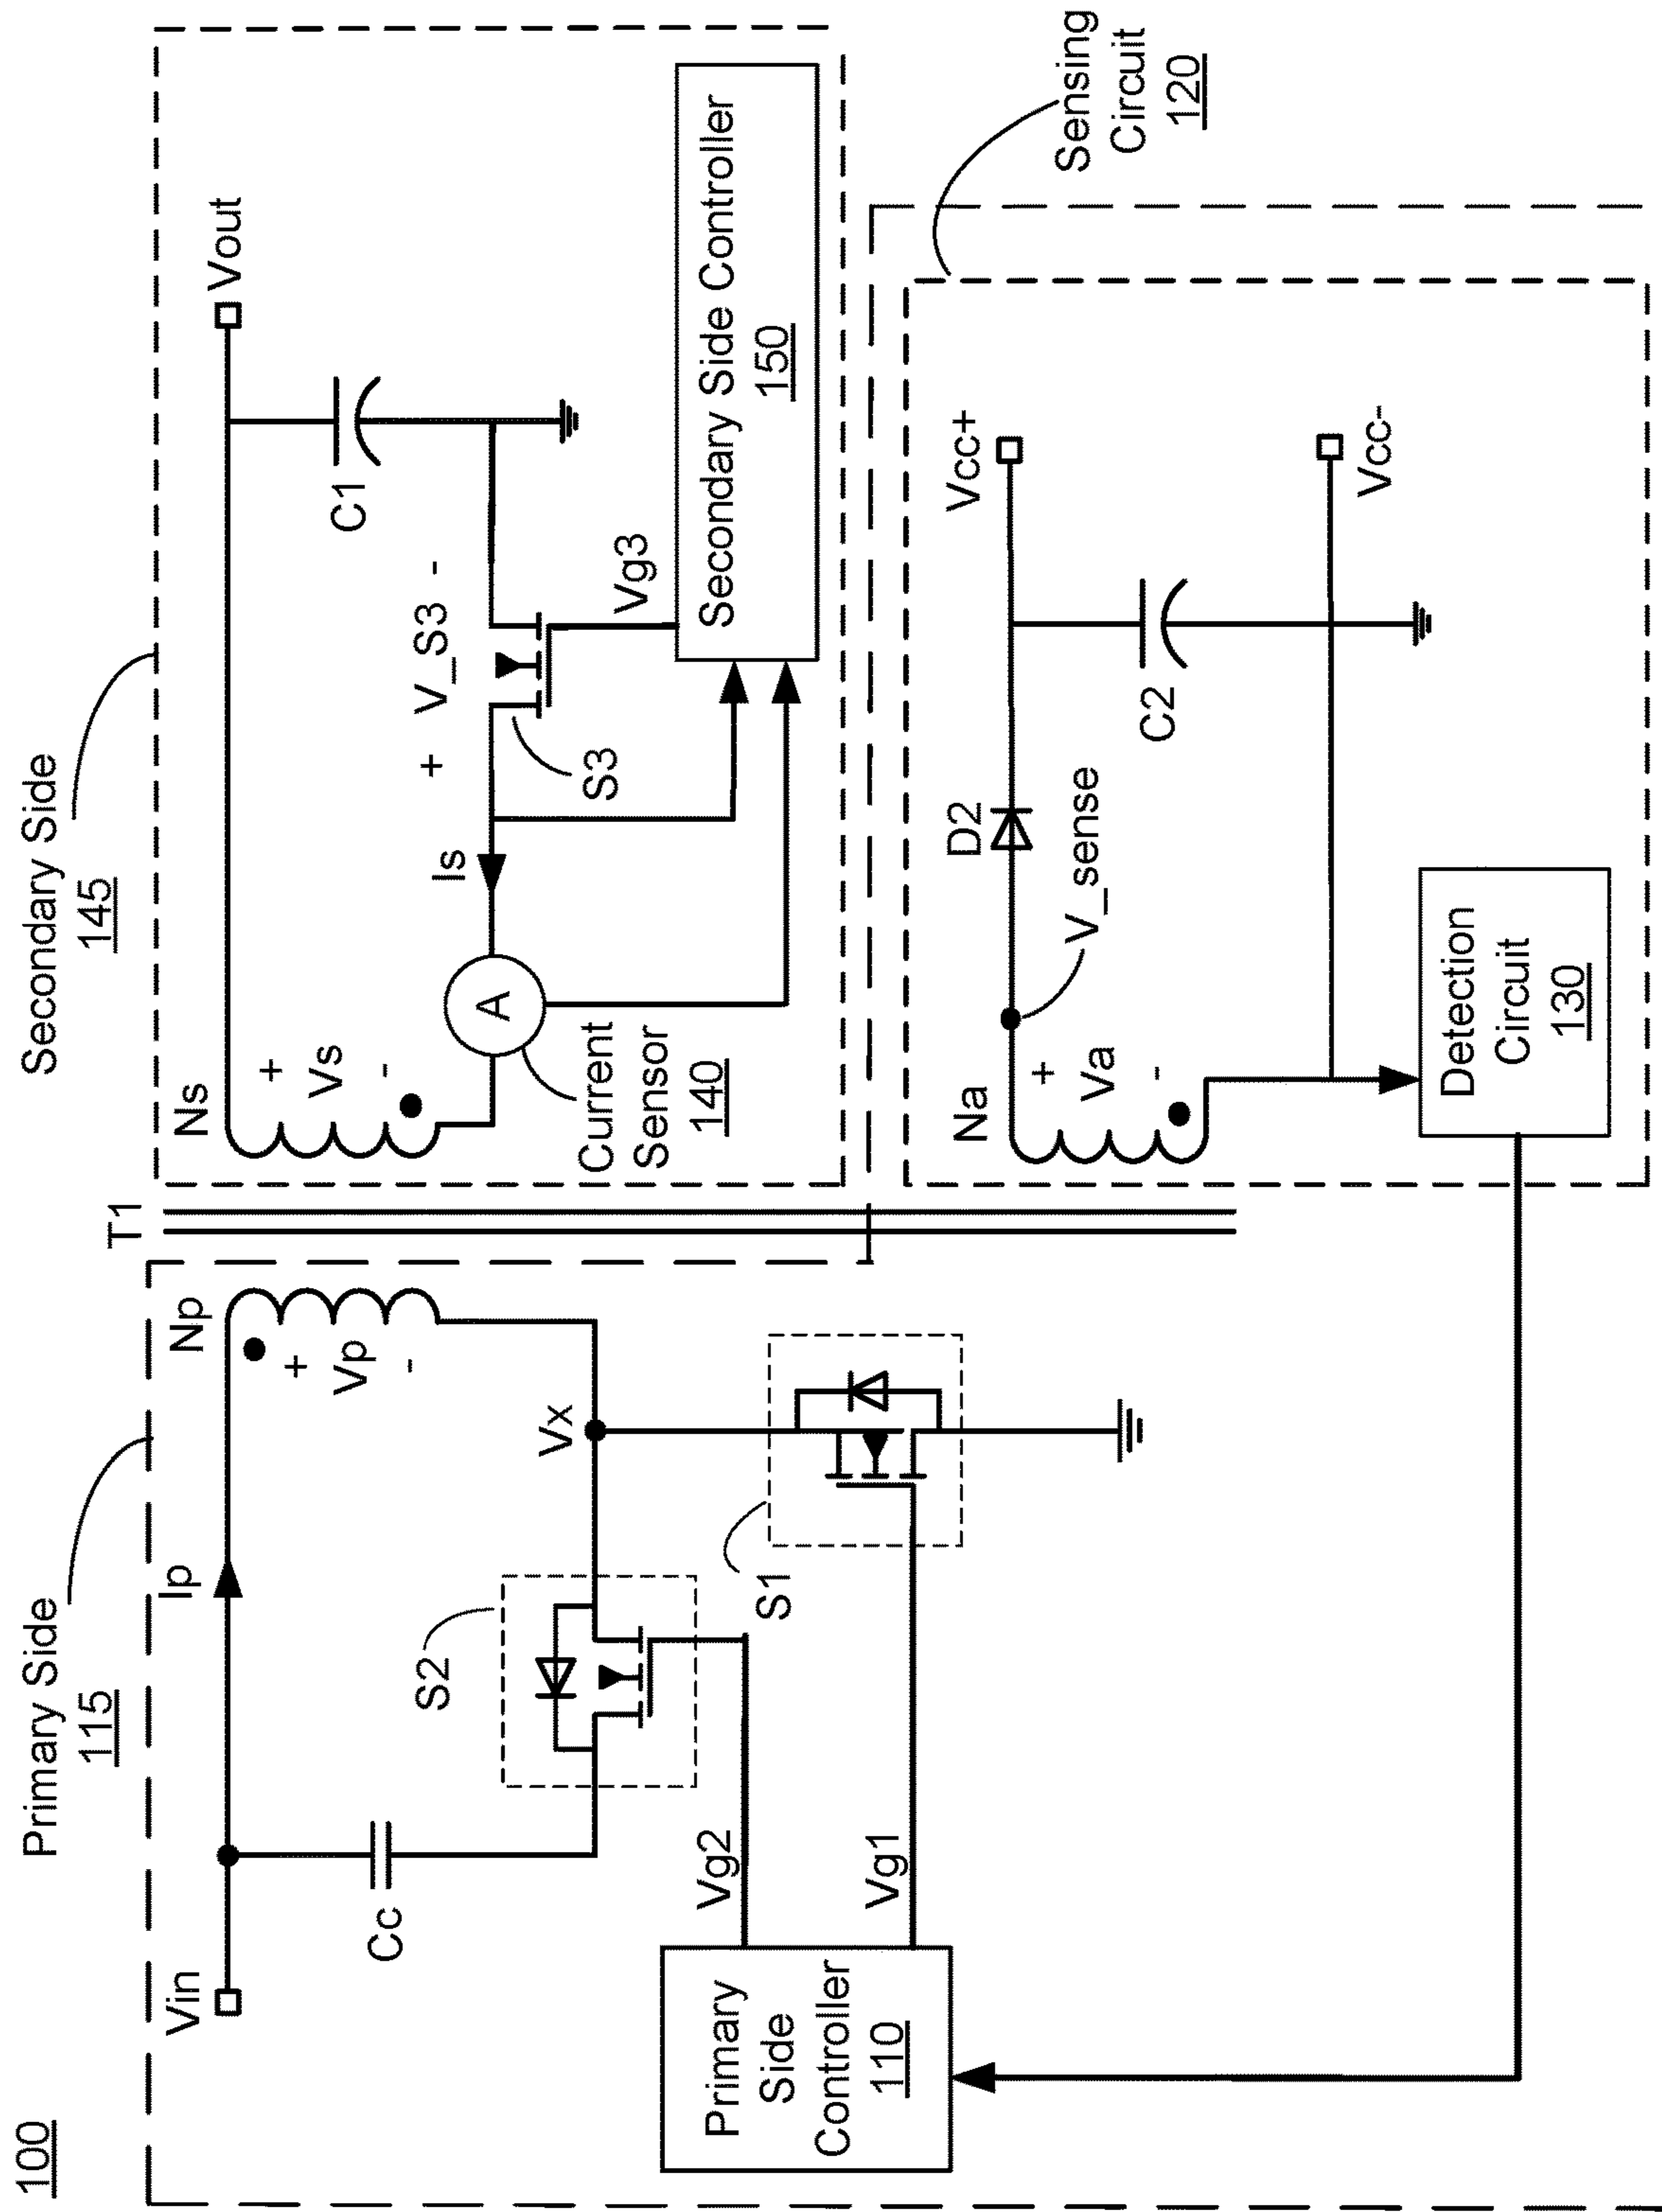 100
Primary Side
115
Vin
Ip
Np
+
Vp
-
Cc
S2
Vx
S1
Vg2
Vg1
Primary
Side
Controller
110
T1
Secondary Side
145
Ns
+
Vs
-
Vout
C1
Is
+ V_S3 -
S3
A
Current
Sensor
140
Vg3
Secondary Side Controller
150
Sensing
Circuit
120
Na
+
Va
-
D2
V_sense
Vcc+
C2
Vcc-
Detection
Circuit
130